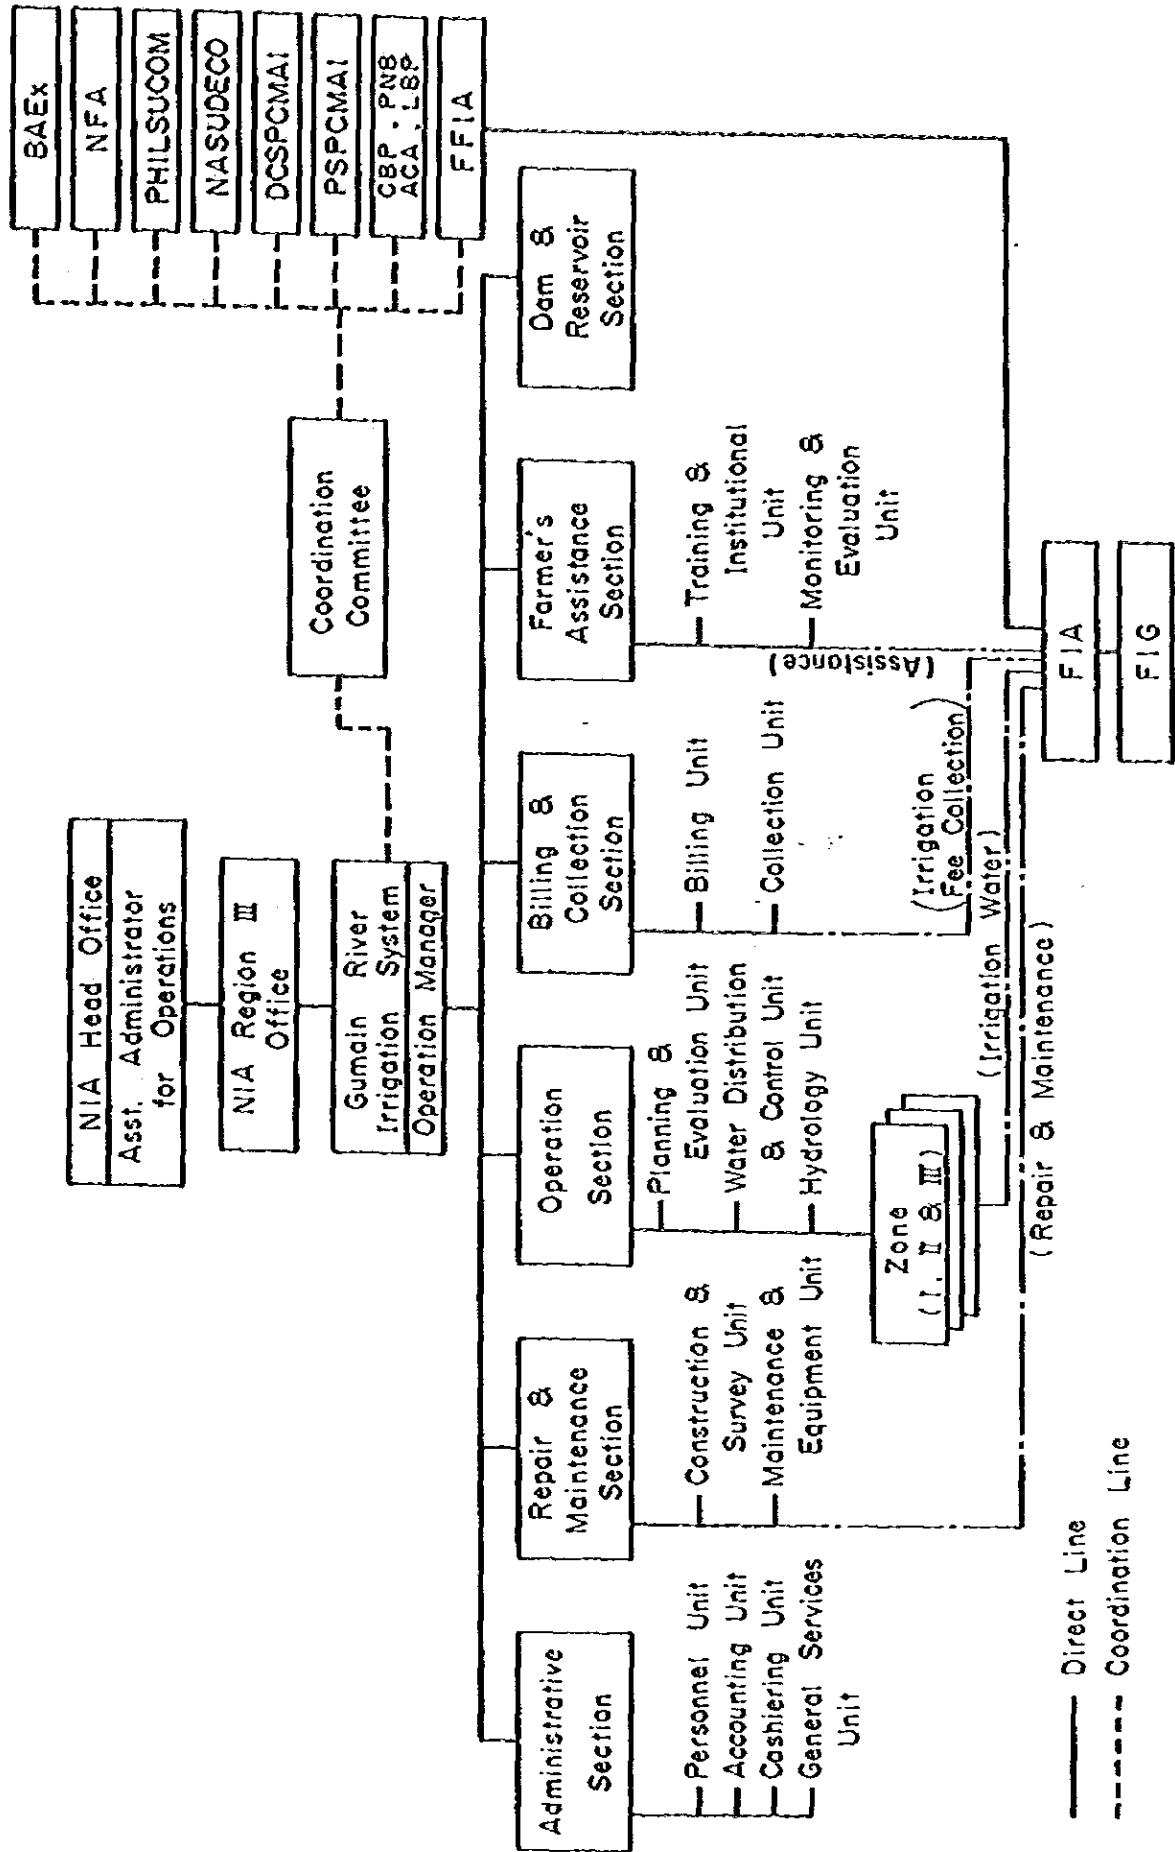 NIA Head Office
Asst. Administrator
for Operations
NIA Region III
Office
Gumain River
Irrigation System
Operation Manager
Coordination
Committee
BAEx
NFA
PHILSUCOM
NASUDECO
DCSPCMAI
PSPCMAI
CBP . PNB
ACA . LBP
FFIA
Administrative
Section
Personnel Unit
Accounting Unit
Cashiering Unit
General Services
Unit
Repair &
Maintenance
Section
Construction &
Survey Unit
Maintenance &
Equipment Unit
Operation
Section
Planning &
Evaluation Unit
Water Distribution
& Control Unit
Hydrology Unit
Zone
(I, II & III)
Billing &
Collection
Section
Billing Unit
Collection Unit
Farmer's
Assistance
Section
Training &
Institutional
Unit
Monitoring &
Evaluation
Unit
Dam &
Reservoir
Section
(Assistance)
(Irrigation
Fee Collection)
(Irrigation Water)
(Repair & Maintenance)
FIA
FIG
Direct Line
Coordination Line